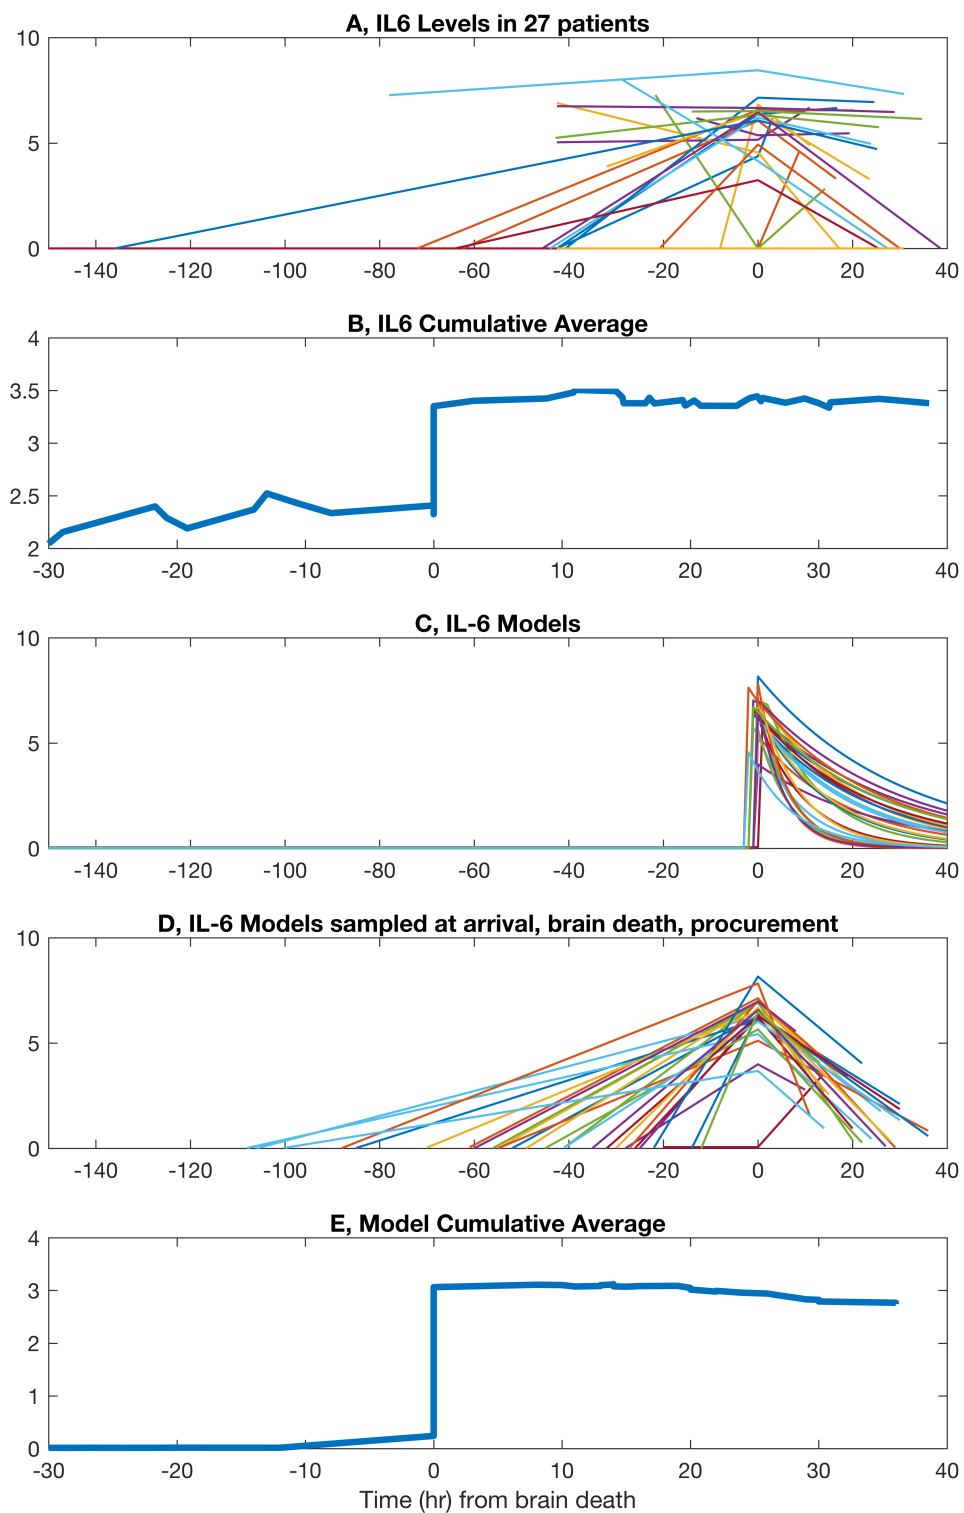 A, IL6 Levels in 27 patients
10
5
0
-140 -120 -100 -80 -60 -40 -20 0 20 40
B, IL6 Cumulative Average
4
3.5
3
2.5
2
-30 -20 -10 0 10 20 30 40
C, IL-6 Models
10
5
0
-140 -120 -100 -80 -60 -40 -20 0 20 40
D, IL-6 Models sampled at arrival, brain death, procurement
10
5
0
-140 -120 -100 -80 -60 -40 -20 0 20 40
E, Model Cumulative Average
4
3
2
1
0
-30 -20 -10 0 10 20 30 40
Time (hr) from brain death